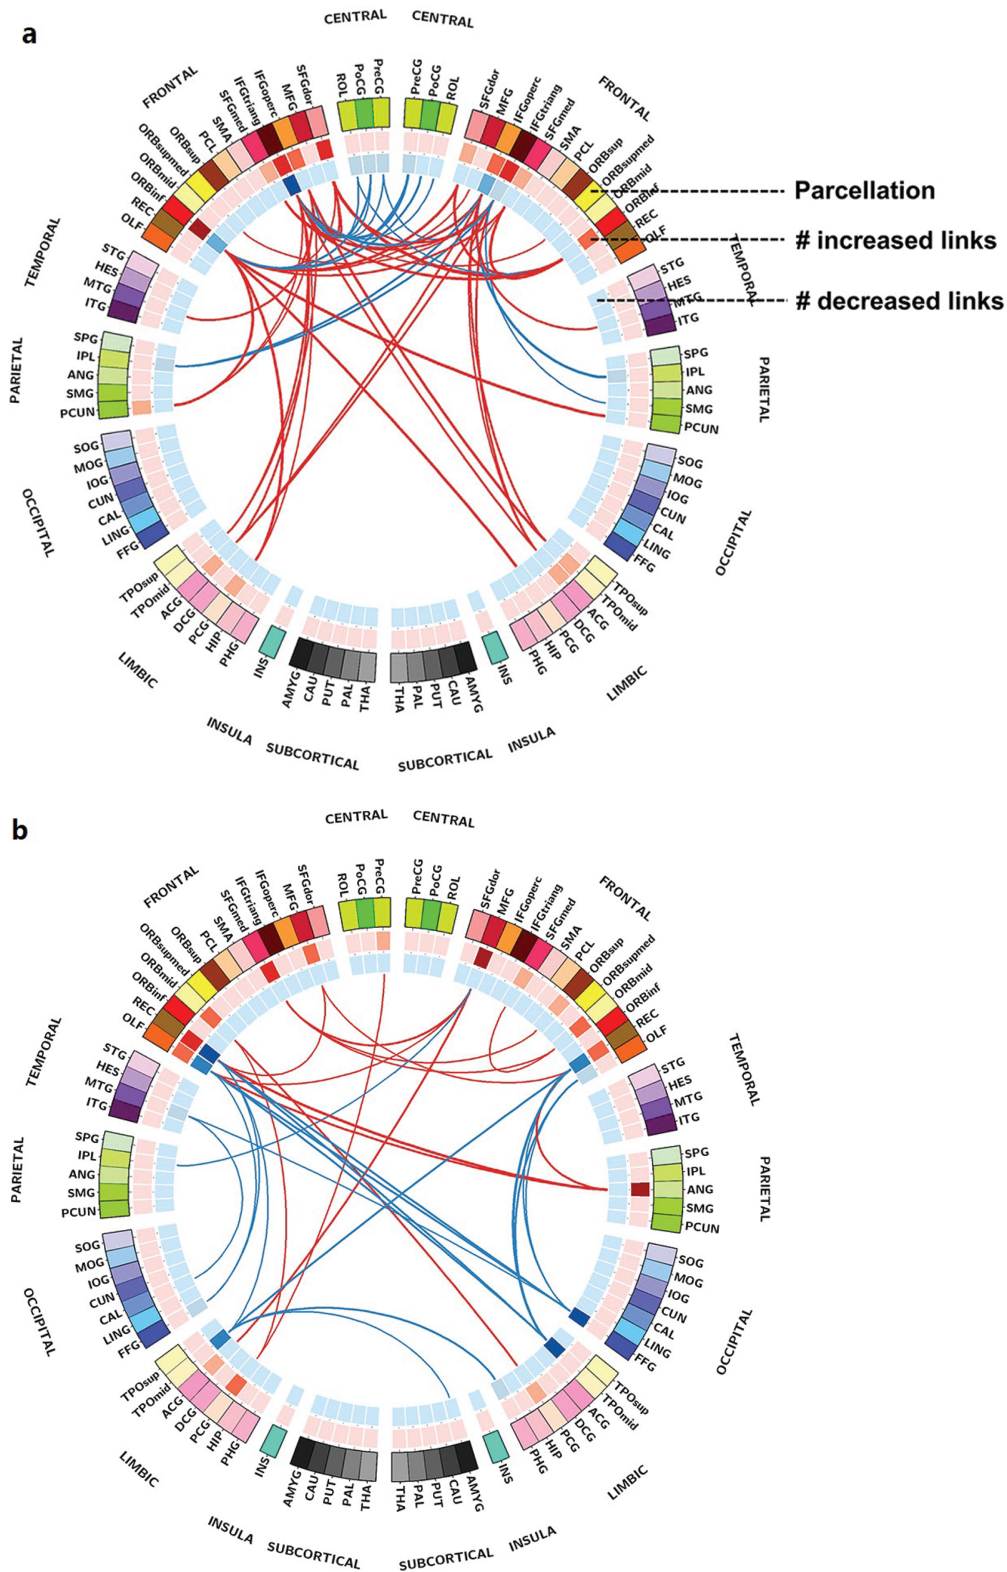 a
CENTRAL
CENTRAL
FRONTAL
FRONTAL
ROL
PoCG
PreCG
PreCG
PoCG
ROL
SFGdor
MFG
IFGoperc
IFGtriang
SFGmed
SMA
PCL
ORBsup
ORBsupmed
ORBmid
ORBinf
REC
OLF
SFGdor
MFG
IFGoperc
IFGtriang
SFGmed
SMA
PCL
ORBsup
ORBsupmed
ORBmid
ORBinf
REC
OLF
Parcellation
# increased links
# decreased links
TEMPORAL
STG
HES
MTG
ITG
TEMPORAL
STG
HES
MTG
ITG
PARIETAL
SPG
IPL
ANG
SMG
PCUN
PARIETAL
SPG
IPL
ANG
SMG
PCUN
OCCIPITAL
SOG
MOG
IOG
CUN
CAL
LING
FFG
OCCIPITAL
SOG
MOG
IOG
CUN
CAL
LING
FFG
LIMBIC
TPOsup
TPOmid
ACG
DCG
PCG
HIP
PHG
LIMBIC
TPOsup
TPOmid
ACG
DCG
PCG
HIP
PHG
INS
AMYG
CAU
PUT
PAL
THA
THA
PAL
PUT
CAU
AMYG
INS
INSULA
SUBCORTICAL
SUBCORTICAL
INSULA
b
CENTRAL
CENTRAL
FRONTAL
FRONTAL
ROL
PoCG
PreCG
PreCG
PoCG
ROL
SFGdor
MFG
IFGoperc
IFGtriang
SFGmed
SMA
PCL
ORBsup
ORBsupmed
ORBmid
ORBinf
REC
OLF
SFGdor
MFG
IFGoperc
IFGtriang
SFGmed
SMA
PCL
ORBsup
ORBsupmed
ORBmid
ORBinf
REC
OLF
TEMPORAL
STG
HES
MTG
ITG
TEMPORAL
STG
HES
MTG
ITG
PARIETAL
SPG
IPL
ANG
SMG
PCUN
PARIETAL
SPG
IPL
ANG
SMG
PCUN
OCCIPITAL
SOG
MOG
IOG
CUN
CAL
LING
FFG
OCCIPITAL
SOG
MOG
IOG
CUN
CAL
LING
FFG
LIMBIC
TPOsup
TPOmid
ACG
DCG
PCG
HIP
PHG
LIMBIC
TPOsup
TPOmid
ACG
DCG
PCG
HIP
PHG
INS
AMYG
CAU
PUT
PAL
THA
THA
PAL
PUT
CAU
AMYG
INS
INSULA
SUBCORTICAL
SUBCORTICAL
INSULA